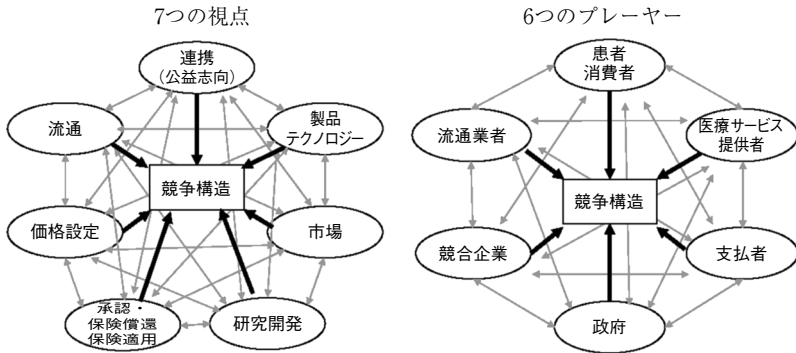 7つの視点
連携
(公益志向)
流通
製品
テクノロジー
競争構造
価格設定
市場
承認・
保険償還
保険適用
研究開発
6つのプレーヤー
患者
消費者
流通業者
医療サービス
提供者
競争構造
競合企業
支払者
政府